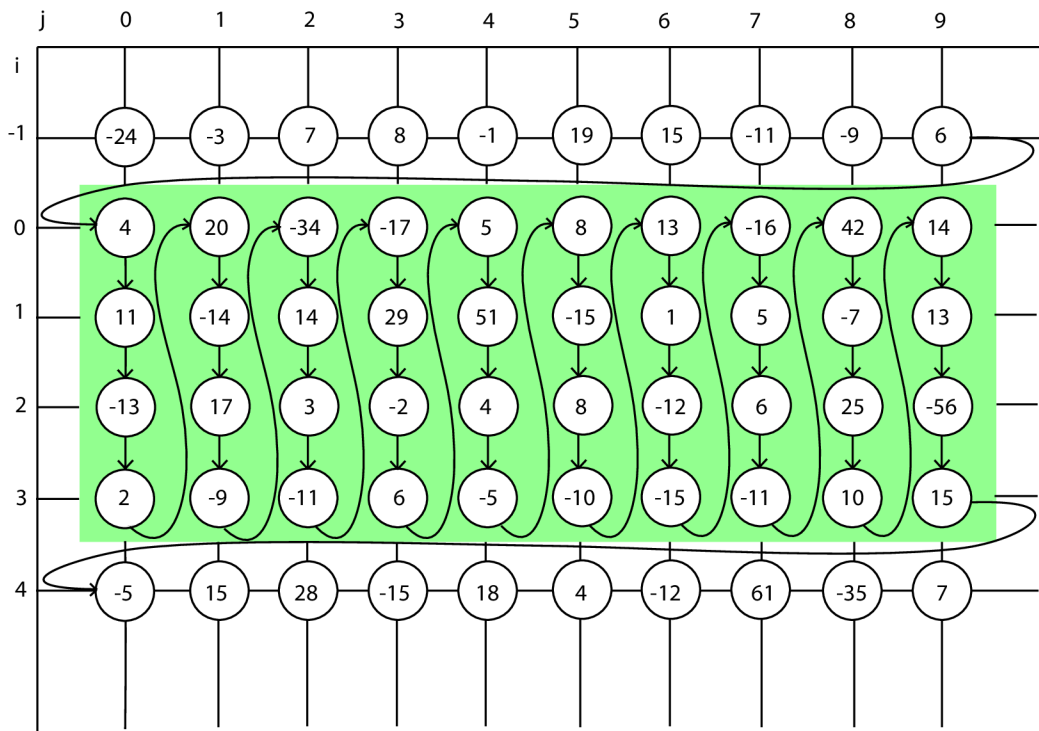 j 0 1 2 3 4 5 6 7 8 9
i
-1 -24 -3 7 8 -1 19 15 -11 -9 6
0 4 20 -34 -17 5 8 13 -16 42 14
1 11 -14 14 29 51 -15 1 5 -7 13
2 -13 17 3 -2 4 8 -12 6 25 -56
3 2 -9 -11 6 -5 -10 -15 -11 10 15
4 -5 15 28 -15 18 4 -12 61 -35 7